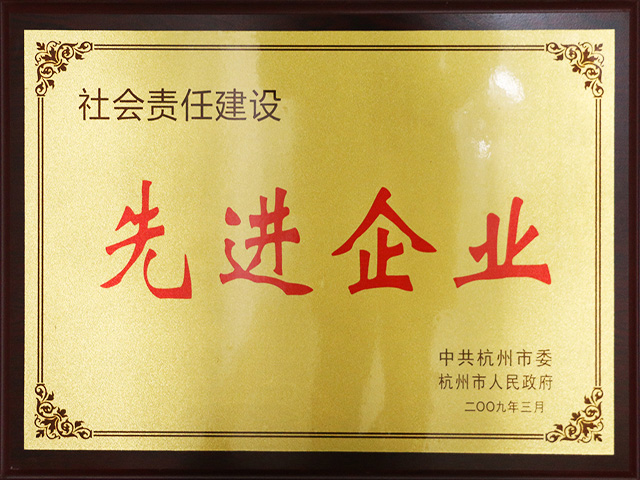 社会责任建设
先进企业
中共杭州市委
杭州市人民政府
二〇〇九年三月